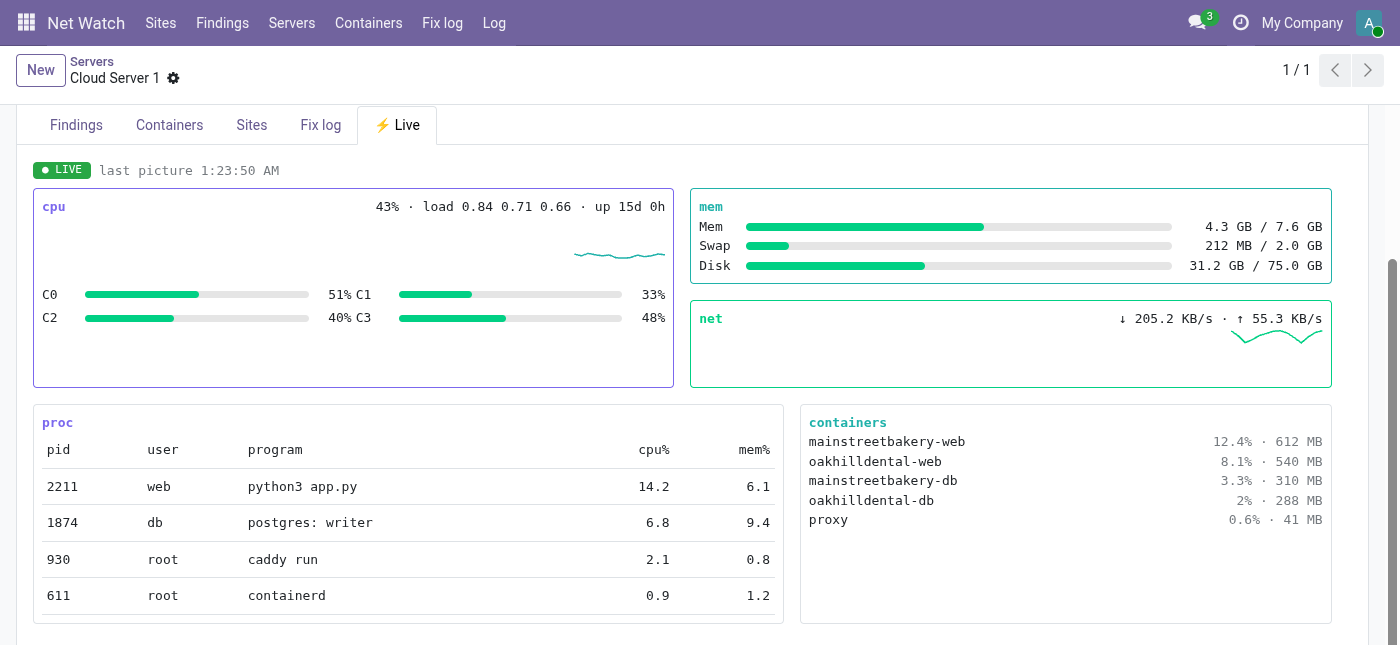 Net Watch Sites Findings Servers Containers Fix log Log 3 My Company A
New Servers
Cloud Server 1 1 / 1
Findings Containers Sites Fix log ⚡ Live
● LIVE last picture 1:23:50 AM
cpu 43% · load 0.84 0.71 0.66 · up 15d 0h
C0 51% C1 33%
C2 40% C3 48%
mem
Mem 4.3 GB / 7.6 GB
Swap 212 MB / 2.0 GB
Disk 31.2 GB / 75.0 GB
net ↓ 205.2 KB/s · ↑ 55.3 KB/s
proc
pid user program cpu% mem%
2211 web python3 app.py 14.2 6.1
1874 db postgres: writer 6.8 9.4
930 root caddy run 2.1 0.8
611 root containerd 0.9 1.2
containers
mainstreetbakery-web 12.4% · 612 MB
oakhilldental-web 8.1% · 540 MB
mainstreetbakery-db 3.3% · 310 MB
oakhilldental-db 2% · 288 MB
proxy 0.6% · 41 MB